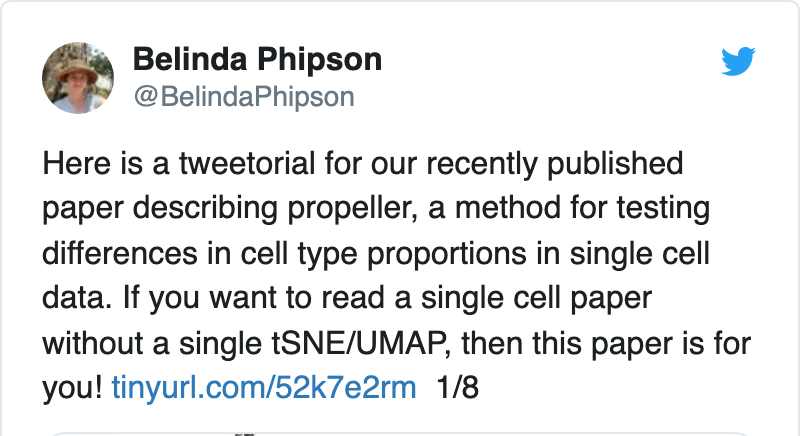 Belinda Phipson
@BelindaPhipson
Here is a tweetorial for our recently published
paper describing propeller, a method for testing
differences in cell type proportions in single cell
data. If you want to read a single cell paper
without a single tSNE/UMAP, then this paper is for
you! tinyurl.com/52k7e2rm 1/8